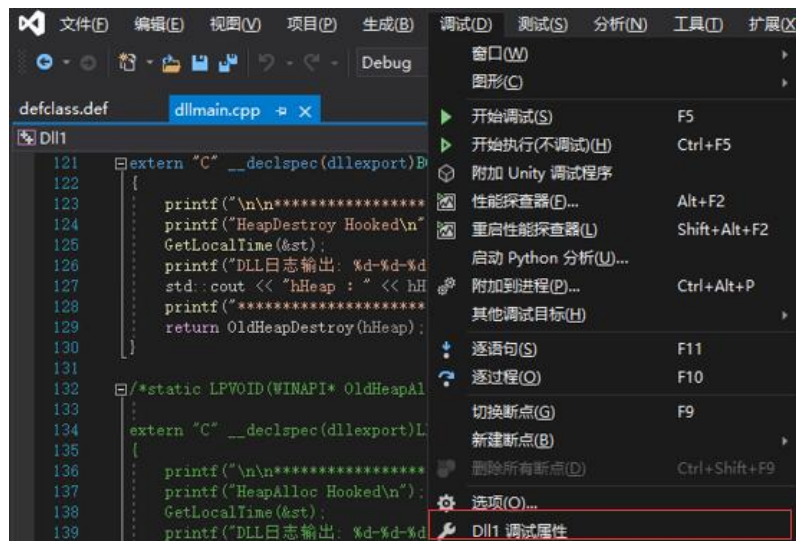 文件(F) 编辑(E) 视图(V) 项目(P) 生成(B) 调试(D) 测试(S) 分析(N) 工具(T) 扩展(X
Debug
defclass.def dllmain.cpp
Dll1
121 extern "C" __declspec(dllexport)B
122 {
123 printf("\n\n*****************
124 printf("HeapDestroy Hooked\n"
125 GetLocalTime(&st);
126 printf("DLL日志输出: %d-%d-%d
127 std::cout << "hHeap : " << hH
128 printf("**********************
129 return OldHeapDestroy(hHeap);
130 }
131
132 /*static LPVOID(WINAPI* OldHeapAl
133
134 extern "C" __declspec(dllexport)L
135 {
136 printf("\n\n*****************
137 printf("HeapAlloc Hooked\n");
138 GetLocalTime(&st);
139 printf("DLL日志输出: %d-%d-%d
窗口(W)
图形(C)
开始调试(S) F5
开始执行(不调试)(H) Ctrl+F5
附加 Unity 调试程序
性能探查器(F)... Alt+F2
重启性能探查器(L) Shift+Alt+F2
启动 Python 分析(U)...
附加到进程(P)... Ctrl+Alt+P
其他调试目标(H)
逐语句(S) F11
逐过程(O) F10
切换断点(G) F9
新建断点(B)
删除所有断点(D) Ctrl+Shift+F9
选项(O)...
Dll1 调试属性